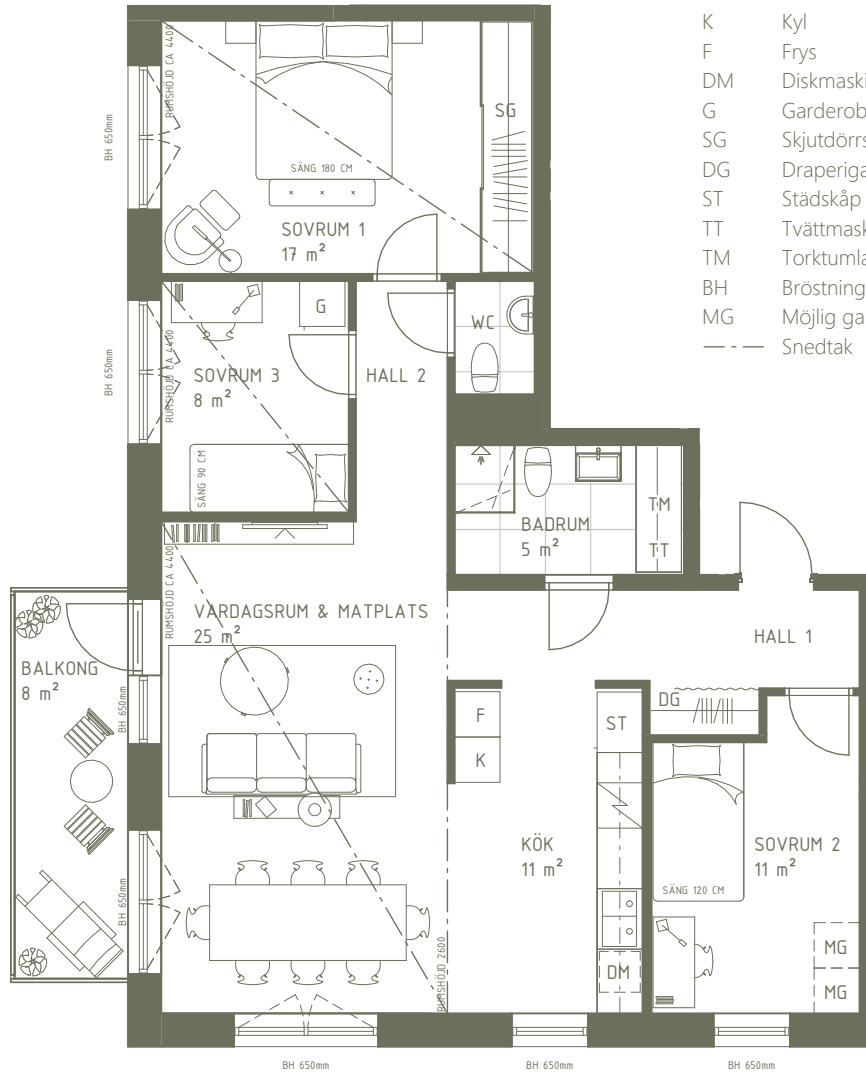 K Kyl
F Frys
DM Diskmaski
G Garderob
SG Skjutdörrs
DG Draperiga
ST Städskåp
TT Tvättmask
TM Torktumla
BH Bröstning
MG Möjlig ga
Snedtak
RUMSHÖJD CA 4400
BH 650mm
SG
SÄNG 180 CM
SOVRUM 1
17 m²
G
WC
RUMSHÖJD CA 4400
BH 650mm
SOVRUM 3
8 m²
HALL 2
SÄNG 90 CM
TM
BADRUM
5 m²
TT
RUMSHÖJD CA 4400
VARDAGSRUM & MATPLATS
25 m²
HALL 1
BALKONG
8 m²
BH 650mm
DG
F
ST
K
KÖK
11 m²
SOVRUM 2
11 m²
SÄNG 120 CM
BH 650mm
RUMSHÖJD 2600
DM
MG
MG
BH 650mm
BH 650mm
BH 650mm